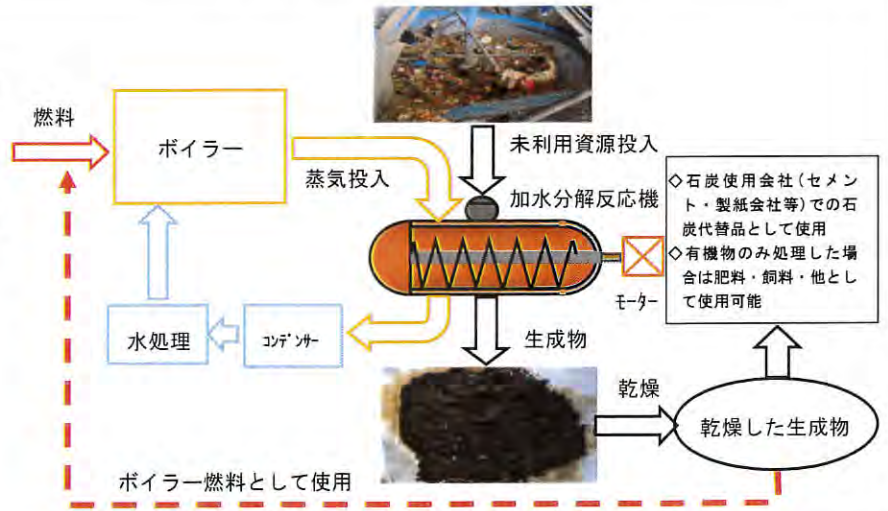 燃料
ボイラー
蒸気投入
未利用資源投入
加水分解反応機
モーター
水処理
コンデンサー
生成物
乾燥
乾燥した生成物
◇石炭使用会社（セメン
ト・製紙会社等）での石
炭代替品として使用
◇有機物のみ処理した場
合は肥料・飼料・他とし
て使用可能
ボイラー燃料として使用